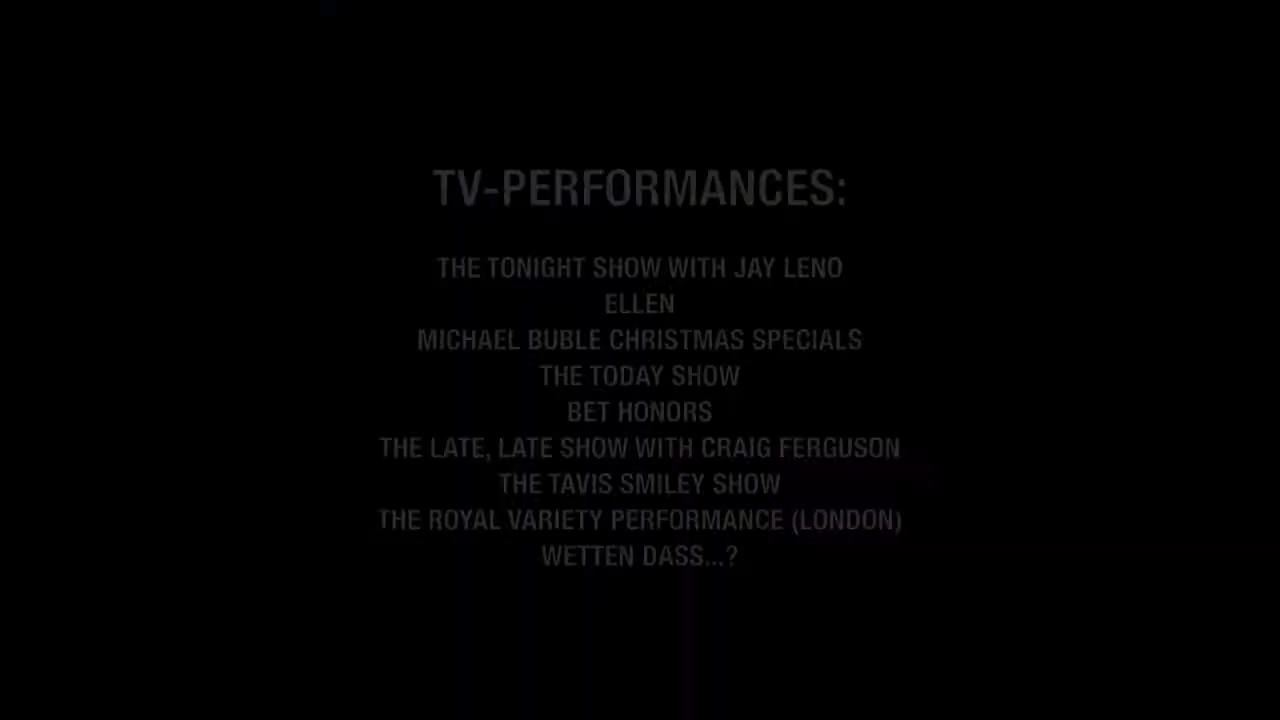 TV-PERFORMANCES:
THE TONIGHT SHOW WITH JAY LENO
ELLEN
MICHAEL BUBLE CHRISTMAS SPECIALS
THE TODAY SHOW
BET HONORS
THE LATE, LATE SHOW WITH CRAIG FERGUSON
THE TAVIS SMILEY SHOW
THE ROYAL VARIETY PERFORMANCE (LONDON)
WETTEN DASS...?